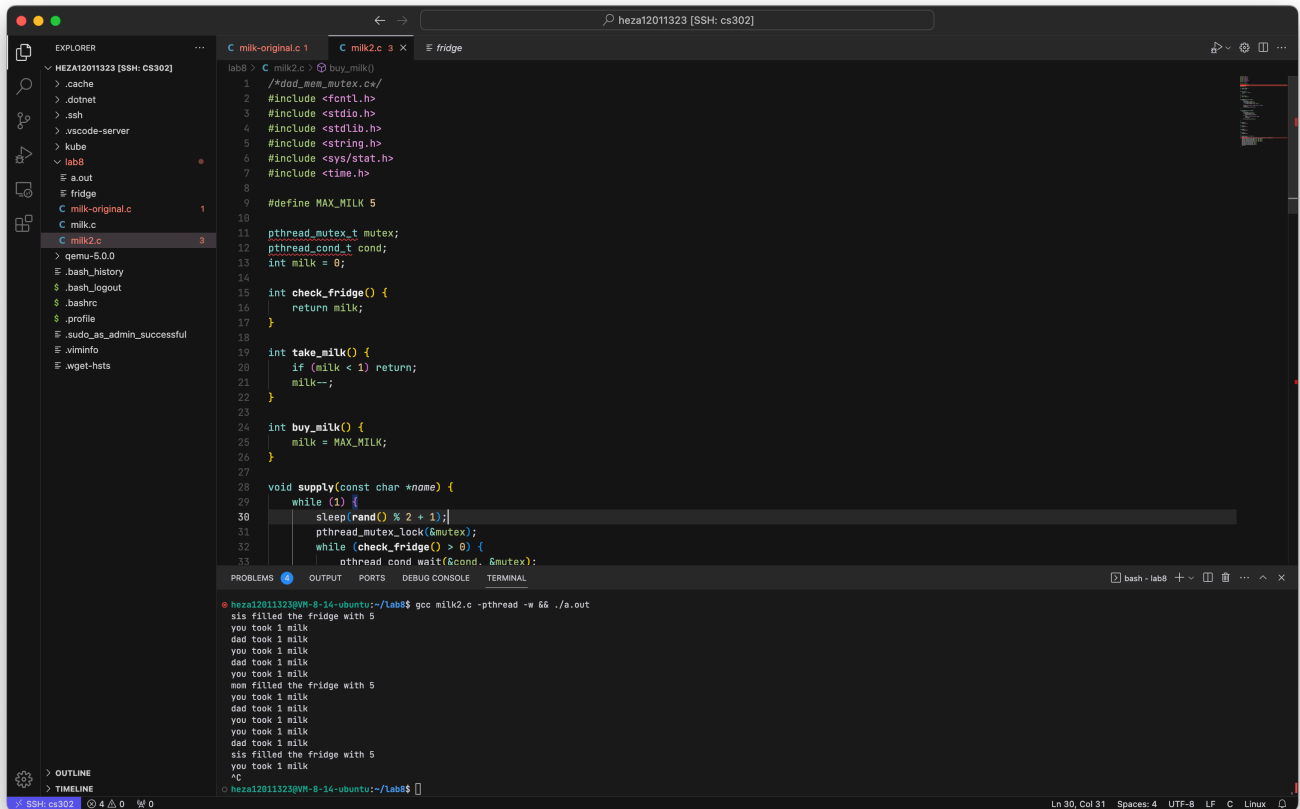 heza12011323 [SSH: cs302]
EXPLORER
HEZA12011323 [SSH: CS302]
.cache
.dotnet
.ssh
.vscode-server
kube
lab8
a.out
fridge
C milk-original.c 1
C milk.c
C milk2.c 3
qemu-5.0.0
.bash_history
$ .bash_logout
$ .bashrc
$ .profile
.sudo_as_admin_successful
.viminfo
.wget-hsts
OUTLINE
TIMELINE
C milk-original.c 1 C milk2.c 3 fridge
lab8 > C milk2.c > buy_milk()
1 /*dad_mem_mutex.c*/
2 #include <fcntl.h>
3 #include <stdio.h>
4 #include <stdlib.h>
5 #include <string.h>
6 #include <sys/stat.h>
7 #include <time.h>
8
9 #define MAX_MILK 5
10
11 pthread_mutex_t mutex;
12 pthread_cond_t cond;
13 int milk = 0;
14
15 int check_fridge() {
16 return milk;
17 }
18
19 int take_milk() {
20 if (milk < 1) return;
21 milk--;
22 }
23
24 int buy_milk() {
25 milk = MAX_MILK;
26 }
27
28 void supply(const char *name) {
29 while (1) {
30 sleep(rand() % 2 + 1);
31 pthread_mutex_lock(&mutex);
32 while (check_fridge() > 0) {
33 pthread_cond_wait(&cond, &mutex);
PROBLEMS 4 OUTPUT PORTS DEBUG CONSOLE TERMINAL
bash - lab8
heza12011323@VM-8-14-ubuntu:~/lab8$ gcc milk2.c -pthread -w && ./a.out
sis filled the fridge with 5
you took 1 milk
dad took 1 milk
you took 1 milk
dad took 1 milk
you took 1 milk
mom filled the fridge with 5
you took 1 milk
dad took 1 milk
you took 1 milk
you took 1 milk
dad took 1 milk
sis filled the fridge with 5
you took 1 milk
^C
heza12011323@VM-8-14-ubuntu:~/lab8$
SSH: cs302 4 0 0
Ln 30, Col 31 Spaces: 4 UTF-8 LF C Linux